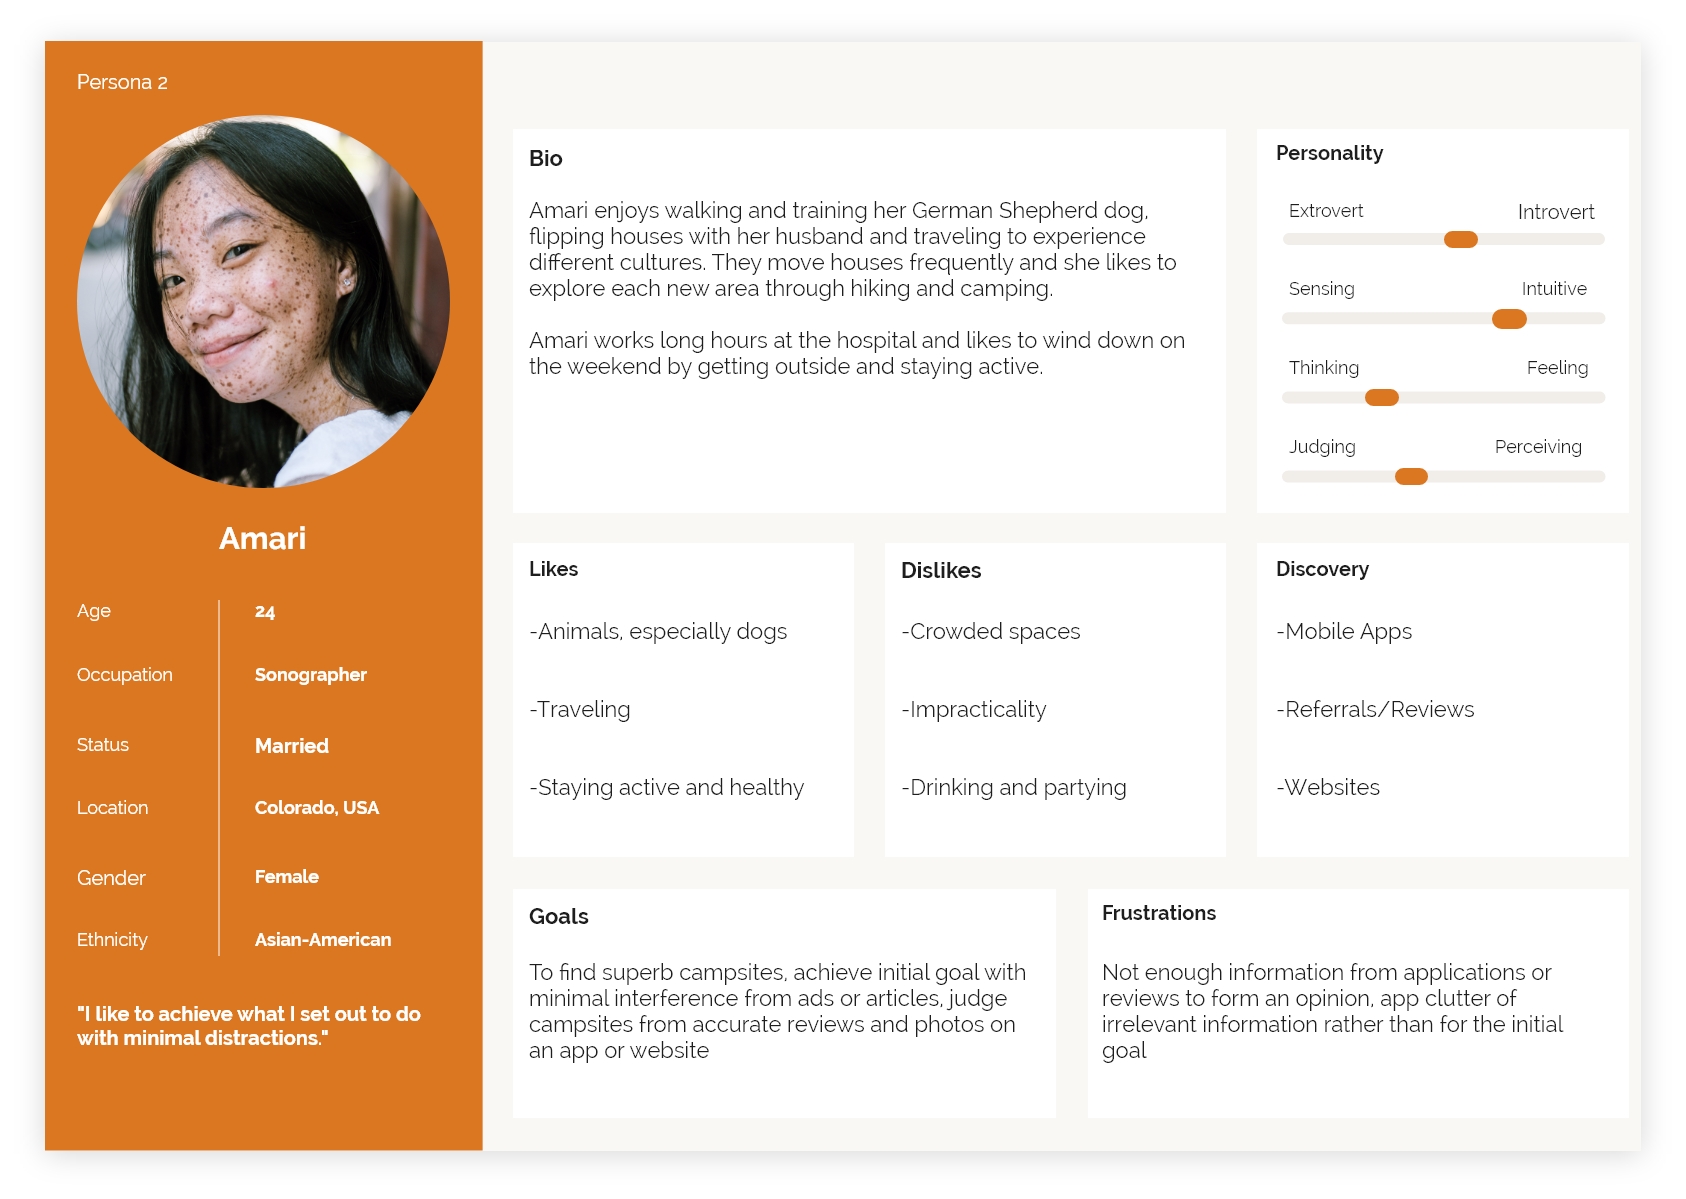 Persona 2
Amari
Age 24
Occupation Sonographer
Status Married
Location Colorado, USA
Gender Female
Ethnicity Asian-American
"I like to achieve what I set out to do
with minimal distractions."
Bio
Amari enjoys walking and training her German Shepherd dog,
flipping houses with her husband and traveling to experience
different cultures. They move houses frequently and she likes to
explore each new area through hiking and camping.
Amari works long hours at the hospital and likes to wind down on
the weekend by getting outside and staying active.
Personality
Extrovert Introvert
Sensing Intuitive
Thinking Feeling
Judging Perceiving
Likes
-Animals, especially dogs
-Traveling
-Staying active and healthy
Dislikes
-Crowded spaces
-Impracticality
-Drinking and partying
Discovery
-Mobile Apps
-Referrals/Reviews
-Websites
Goals
To find superb campsites, achieve initial goal with
minimal interference from ads or articles, judge
campsites from accurate reviews and photos on
an app or website
Frustrations
Not enough information from applications or
reviews to form an opinion, app clutter of
irrelevant information rather than for the initial
goal